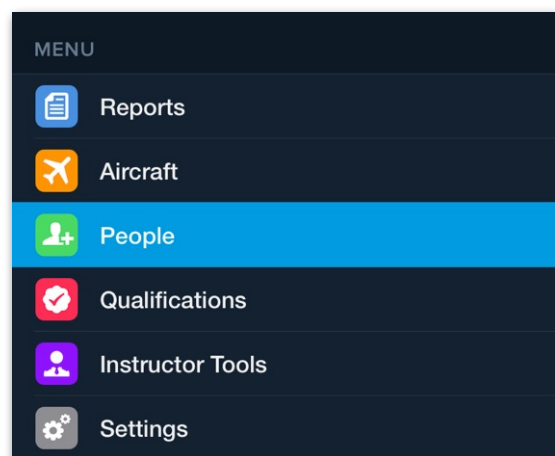 MENU
Reports
Aircraft
People
Qualifications
Instructor Tools
Settings